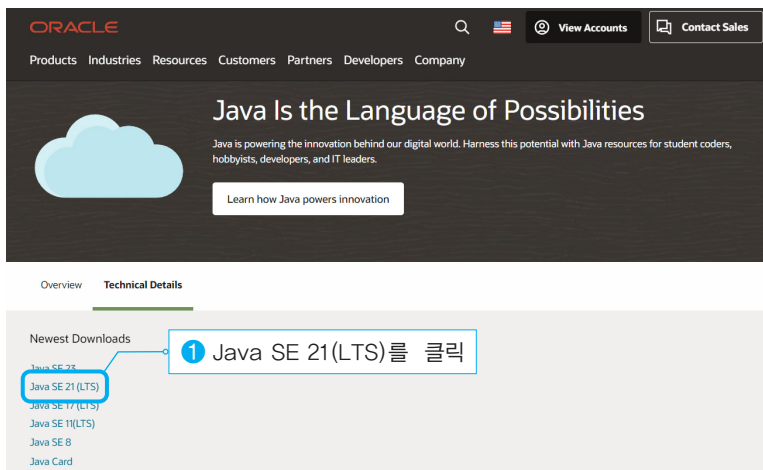 ORACLE
View Accounts
Contact Sales
Products Industries Resources Customers Partners Developers Company
Java Is the Language of Possibilities
Java is powering the innovation behind our digital world. Harness this potential with Java resources for student coders,
hobbyists, developers, and IT leaders.
Learn how Java powers innovation
Overview Technical Details
Newest Downloads
1 Java SE 21(LTS)를 클릭
Java SE 23
Java SE 21 (LTS)
Java SE 17 (LTS)
Java SE 11(LTS)
Java SE 8
Java Card